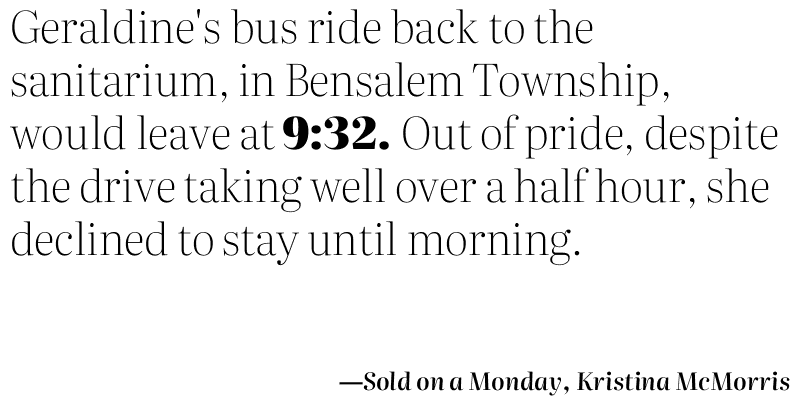 Geraldine's bus ride back to the
sanitarium, in Bensalem Township,
would leave at 9:32. Out of pride, despite
the drive taking well over a half hour, she
declined to stay until morning.
—Sold on a Monday, Kristina McMorris